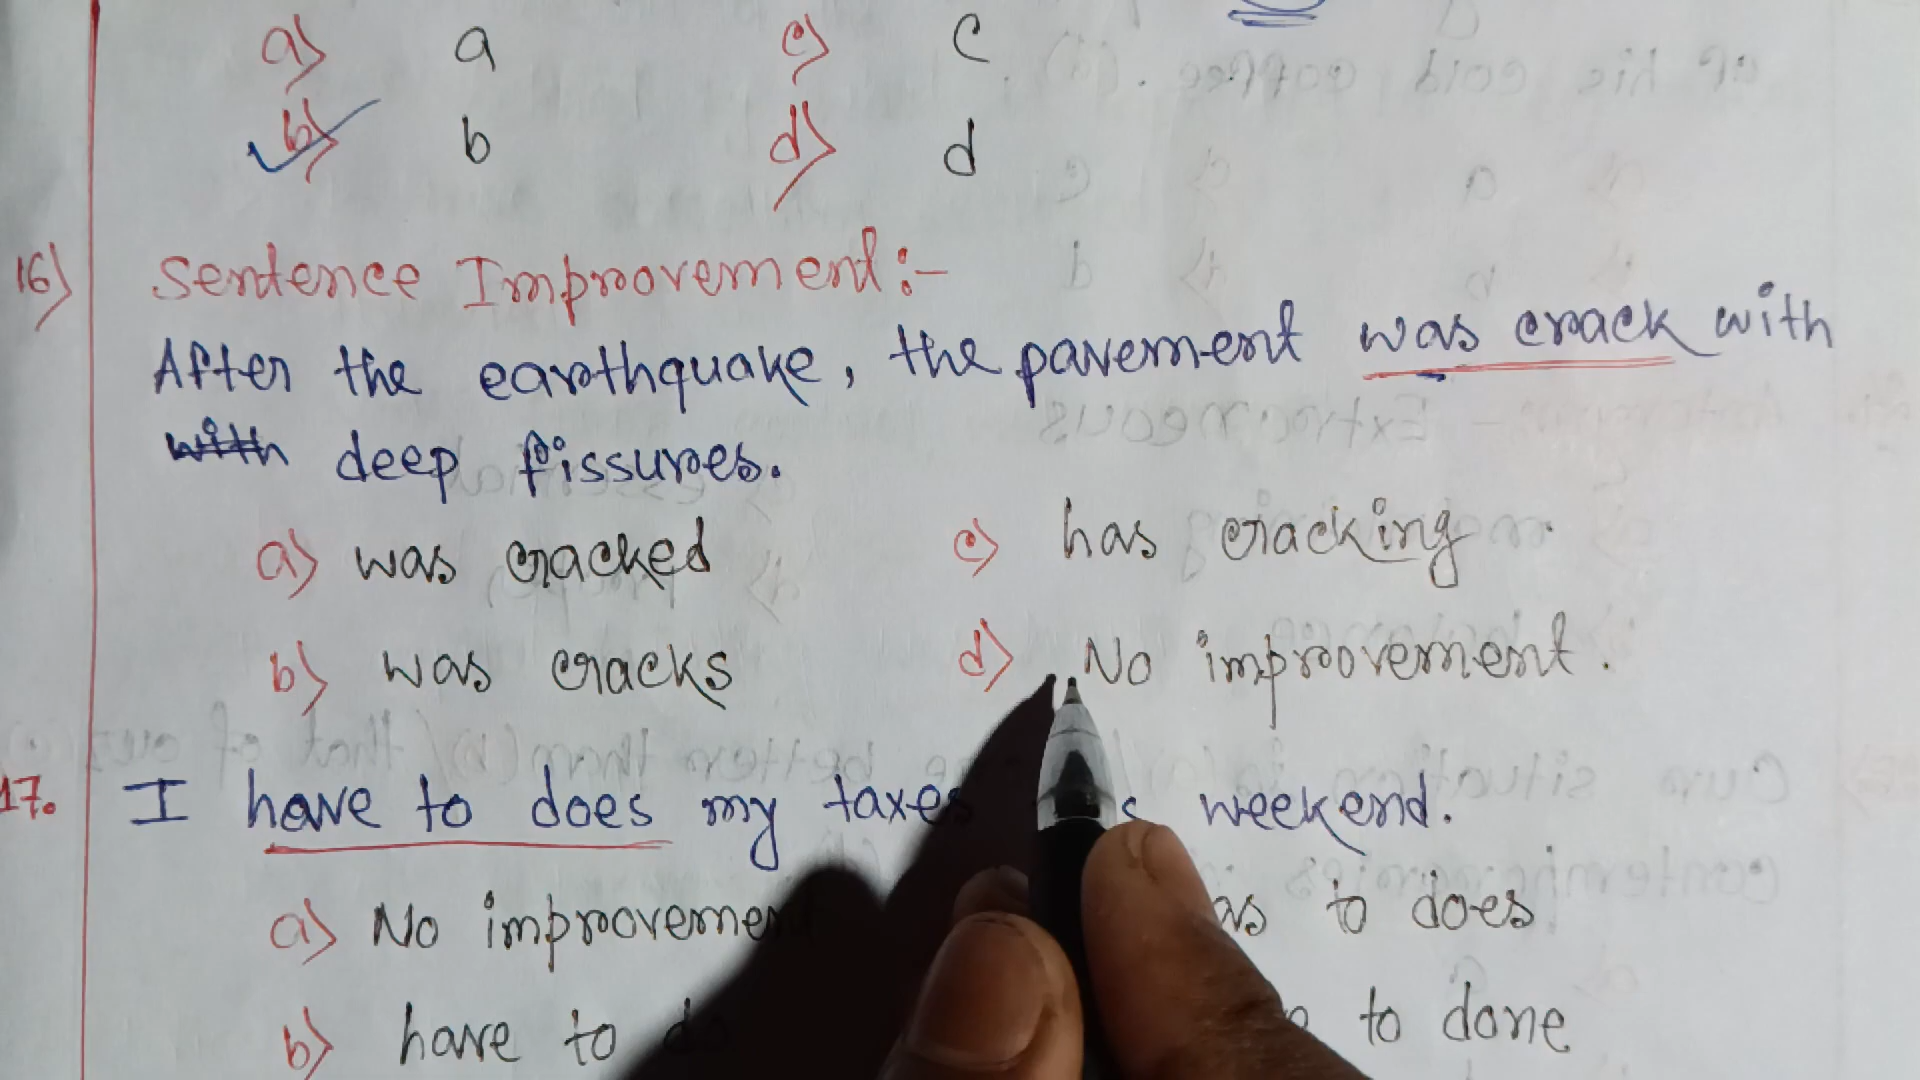 a) a c) c
b) b d) d
16) Sentence Improvement:-
After the earthquake, the pavement was crack with
with deep fissures.
a) was cracked c) has cracking
b) was cracks d) No improvement.
17. I have to does my taxes weekend.
a) No improvement to does
b) have to do to done